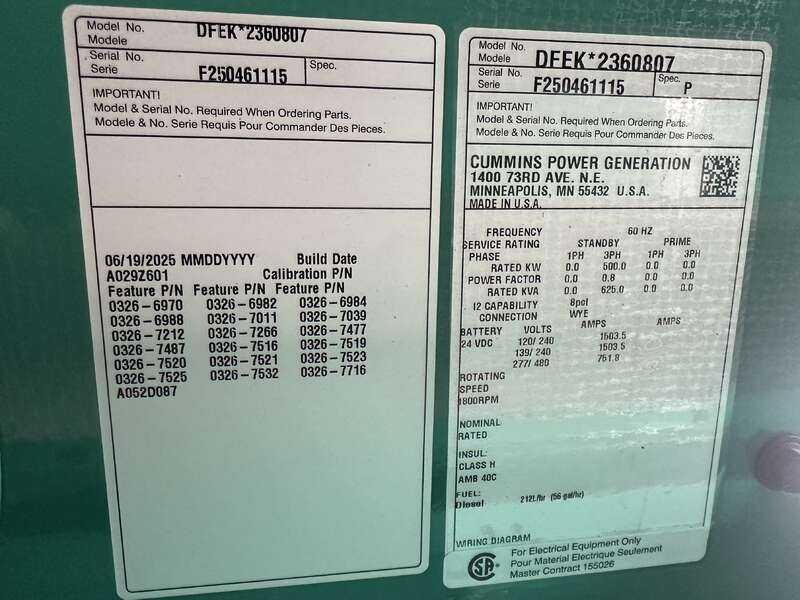 Model No. DFEK*2360807
Modele
Serial No. F250461115 Spec.
Serie
IMPORTANT!
Model & Serial No. Required When Ordering Parts.
Modele & No. Serie Requis Pour Commander Des Pieces.
06/19/2025 MMDDYYYY Build Date
A029Z601 Calibration P/N
Feature P/N Feature P/N Feature P/N
0326-6970 0326-6982 0326-6984
0326-6988 0326-7011 0326-7039
0326-7212 0326-7266 0326-7477
0326-7487 0326-7516 0326-7519
0326-7520 0326-7521 0326-7523
0326-7525 0326-7532 0326-7716
A052D087
Model No. DFEK*2360807
Modele
Serial No. F250461115 Spec. P
Serie
IMPORTANT!
Model & Serial No. Required When Ordering Parts.
Modele & No. Serie Requis Pour Commander Des Pieces.
CUMMINS POWER GENERATION
1400 73RD AVE. N.E.
MINNEAPOLIS, MN 55432 U.S.A.
MADE IN U.S.A.
FREQUENCY 60 HZ
SERVICE RATING STANDBY PRIME
PHASE 1PH 3PH 1PH 3PH
RATED KW 0.0 500.0 0.0 0.0
POWER FACTOR 0.0 0.8 0.0 0.0
RATED KVA 0.0 625.0 0.0 0.0
I2 CAPABILITY 8pct
CONNECTION WYE
BATTERY VOLTS AMPS AMPS
24 VDC 120/ 240 1503.5
139/ 240 1503.5
277/ 480 751.8
ROTATING
SPEED
1800RPM
NOMINAL
RATED
INSUL:
CLASS H
AMB 40C
FUEL:
Diesel 212L/hr (56 gal/hr)
WIRING DIAGRAM
For Electrical Equipment Only
Pour Material Electrique Seulement
Master Contract 155026